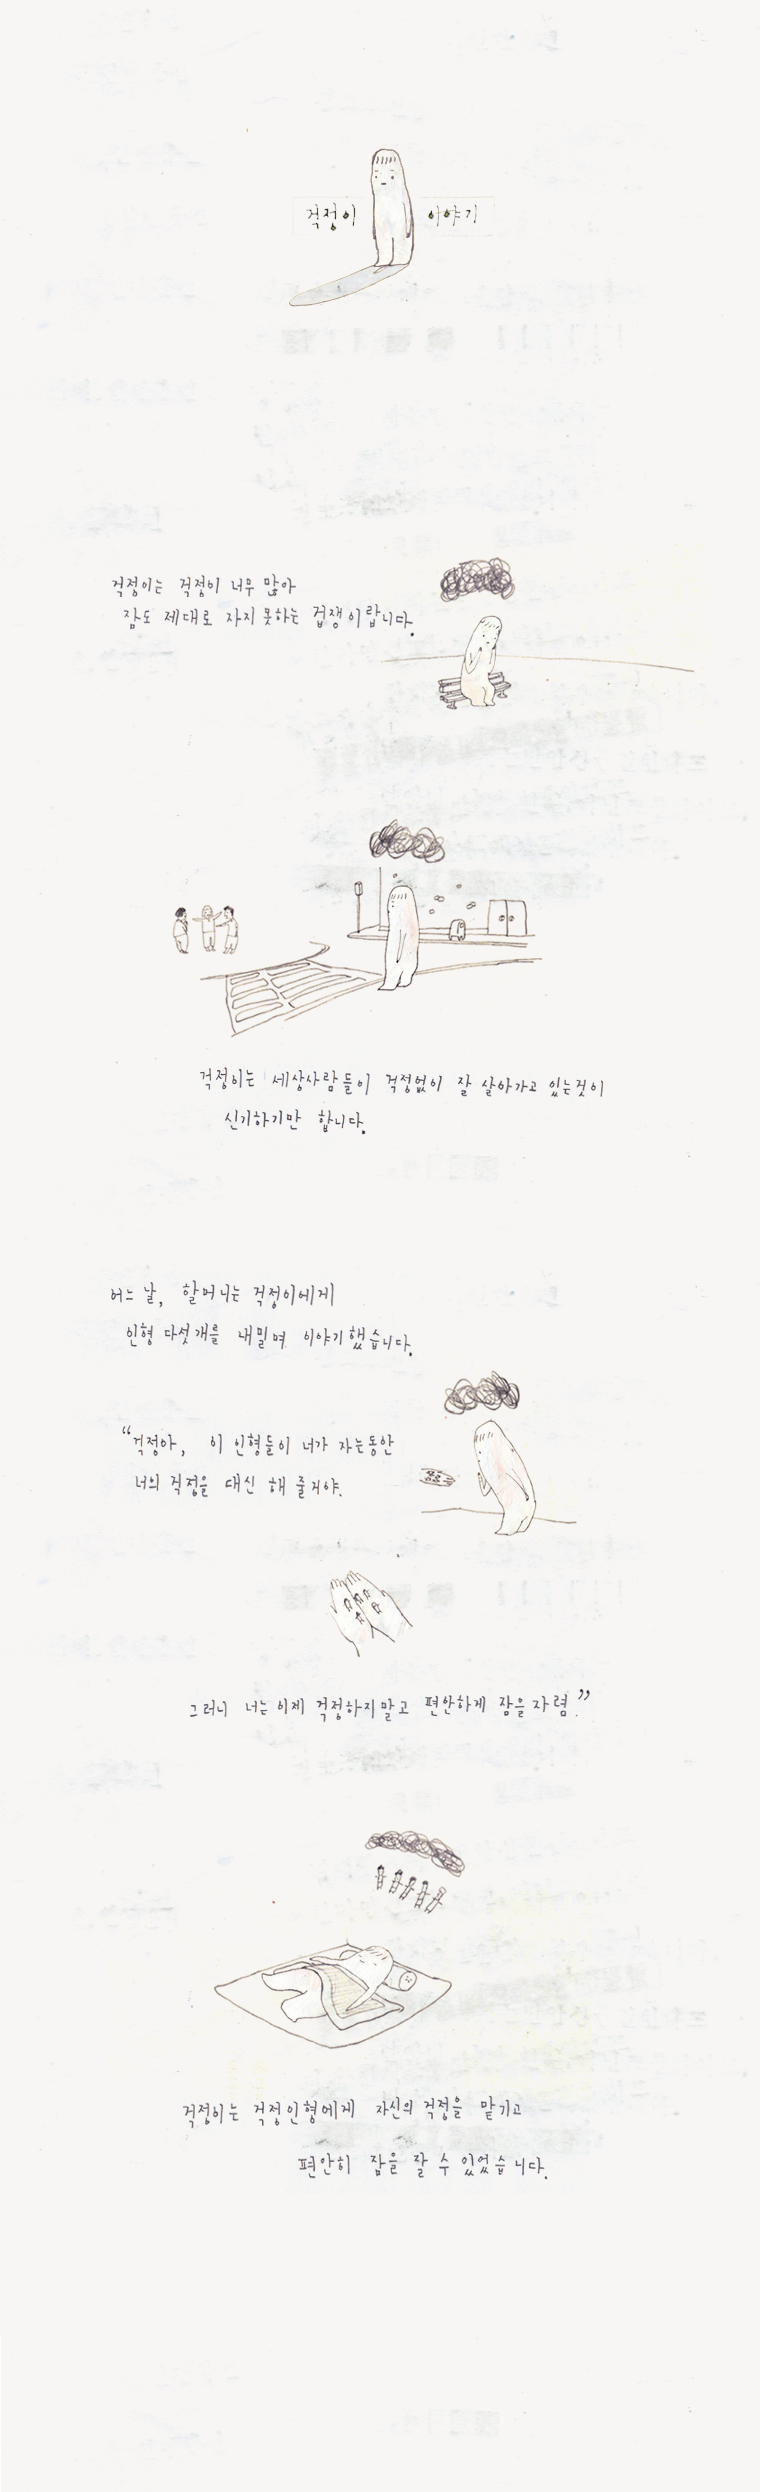 걱정이 이야기
걱정이는 걱정이 너무 많아
잠도 제대로 자지 못하는 겁쟁이랍니다.
걱정이는 세상사람들이 걱정없이 잘 살아가고 있는것이
신기하기만 합니다.
어느 날, 할머니는 걱정이에게
인형 다섯개를 내밀며 이야기했습니다.
“걱정아, 이 인형들이 너가 자는동안
너의 걱정을 대신 해 줄거야.
그러니 너는 이제 걱정하지말고 편안하게 잠을 자렴.”
걱정이는 걱정인형에게 자신의 걱정을 맡기고
편안히 잠을 잘 수 있었습니다.